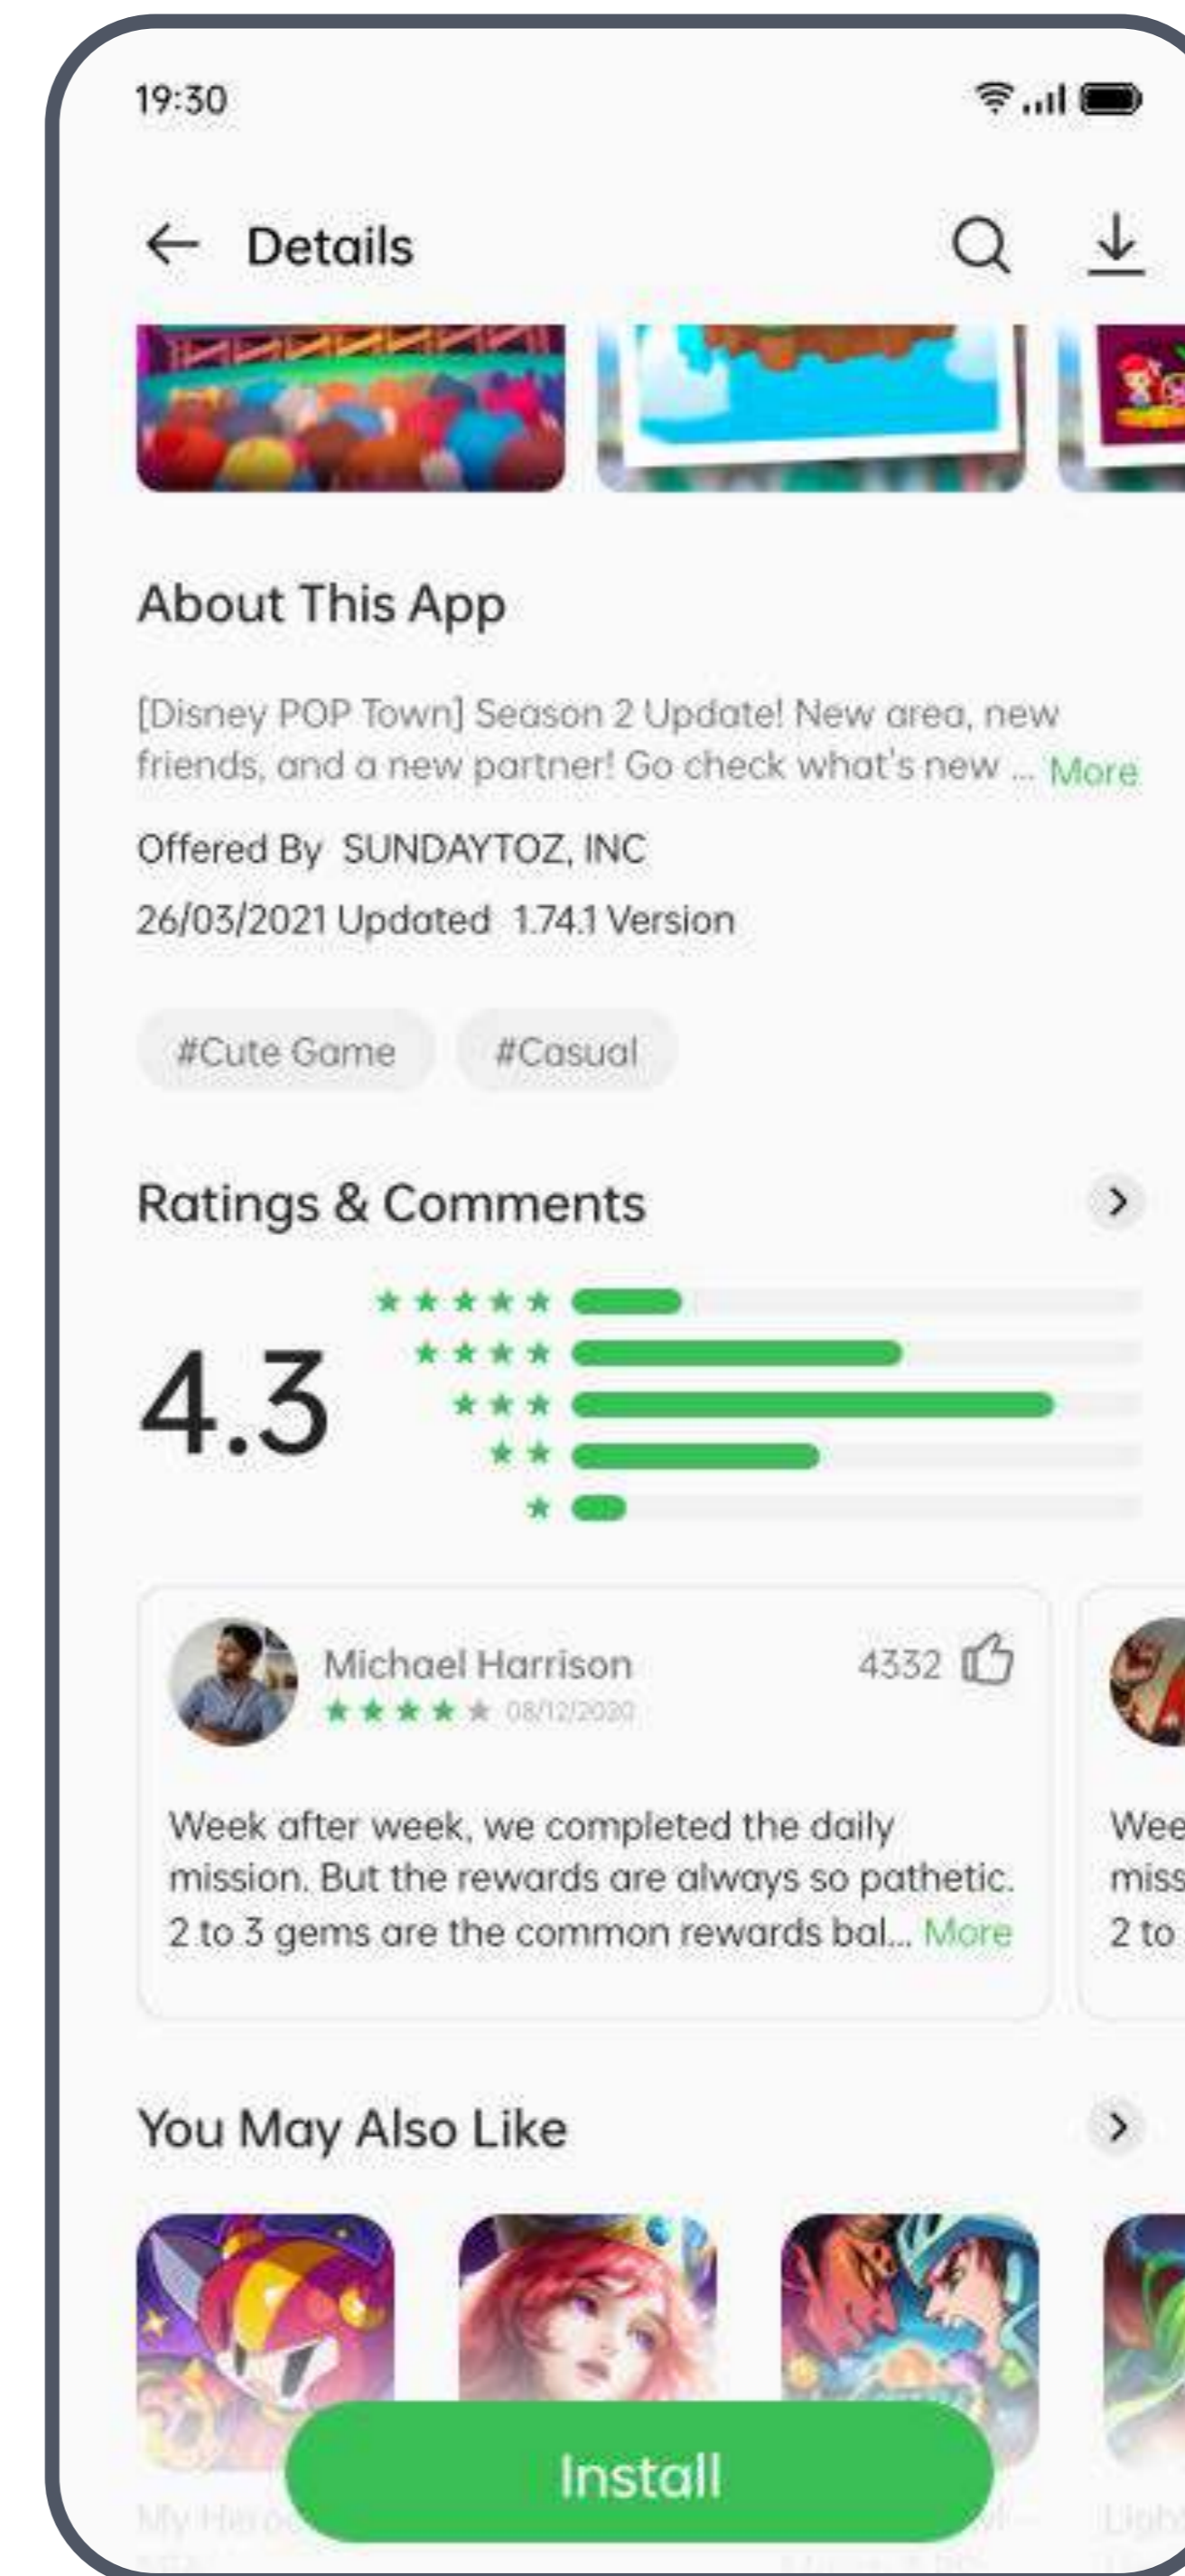 19:30
Details
About This App
[Disney POP Town] Season 2 Update! New area, new
friends, and a new partner! Go check what's new ... More
Offered By SUNDAYTOZ, INC
26/03/2021 Updated 1.74.1 Version
#Cute Game #Casual
Ratings & Comments
4.3
Michael Harrison 4332
08/12/2020
Week after week, we completed the daily
mission. But the rewards are always so pathetic.
2 to 3 gems are the common rewards bal... More
Wee
miss
2 to
You May Also Like
Install
My Hero